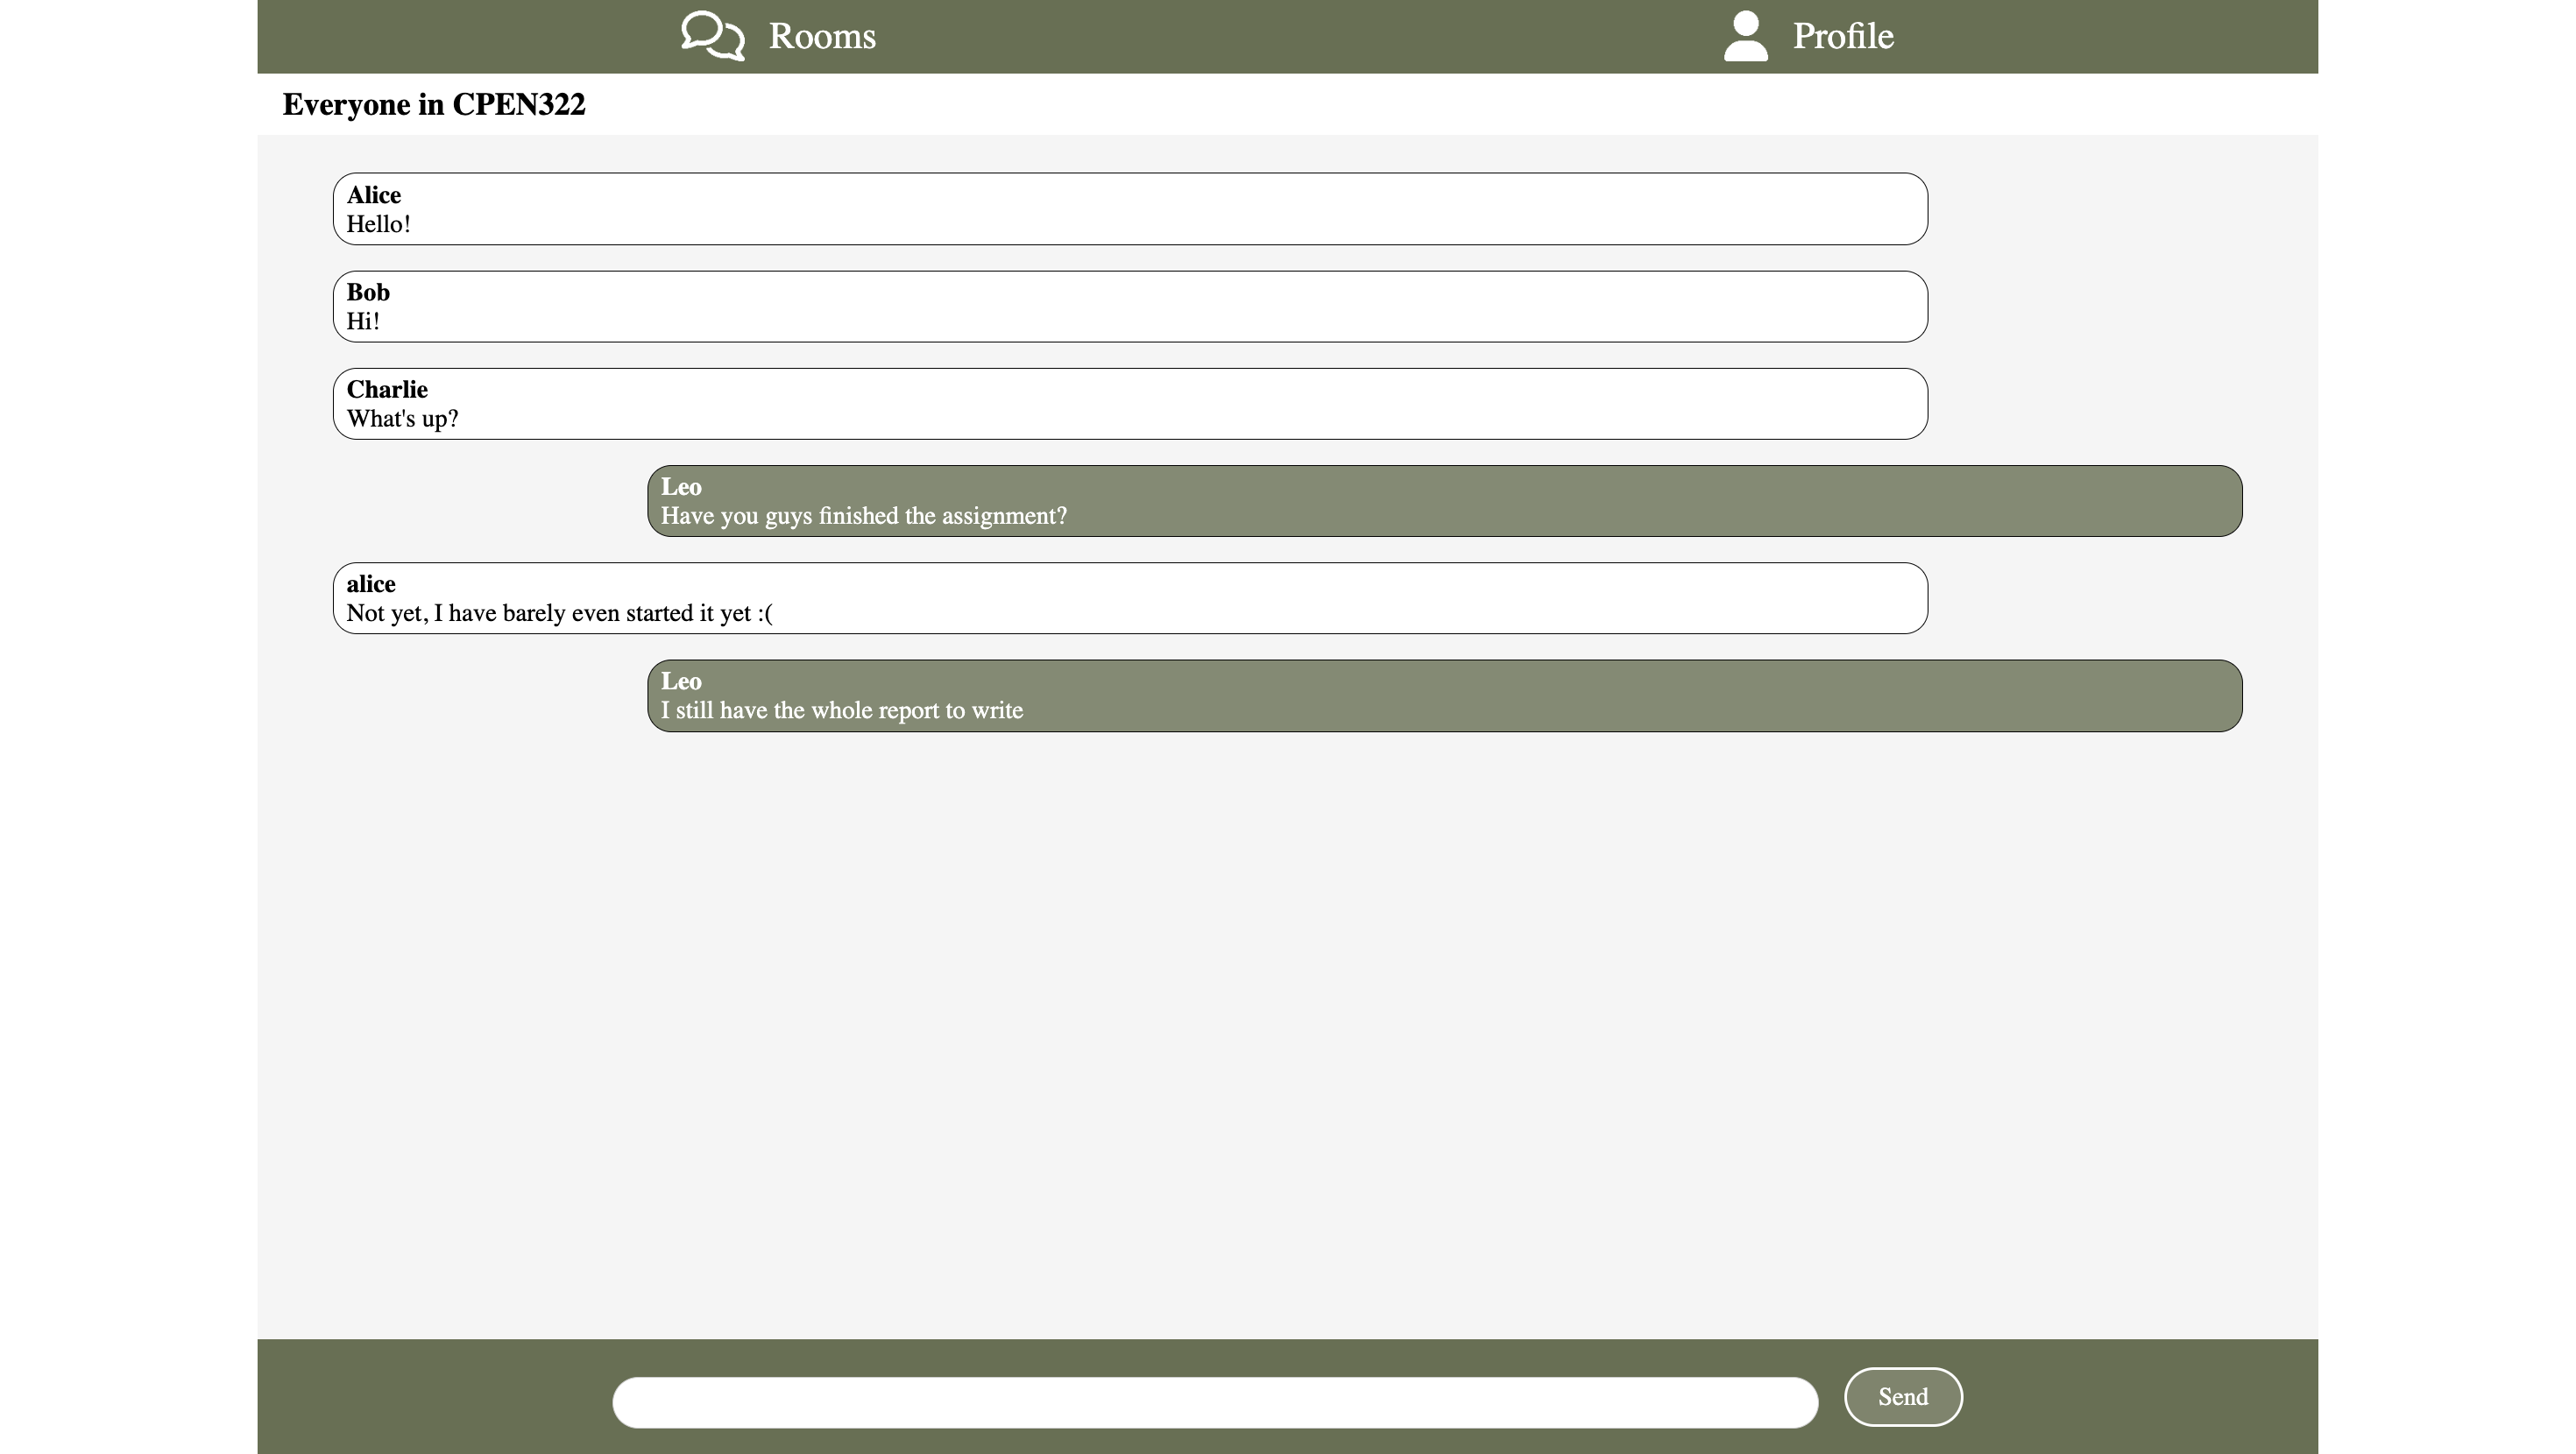 Rooms
Profile
Everyone in CPEN322
Alice
Hello!
Bob
Hi!
Charlie
What's up?
Leo
Have you guys finished the assignment?
alice
Not yet, I have barely even started it yet :(
Leo
I still have the whole report to write
Send